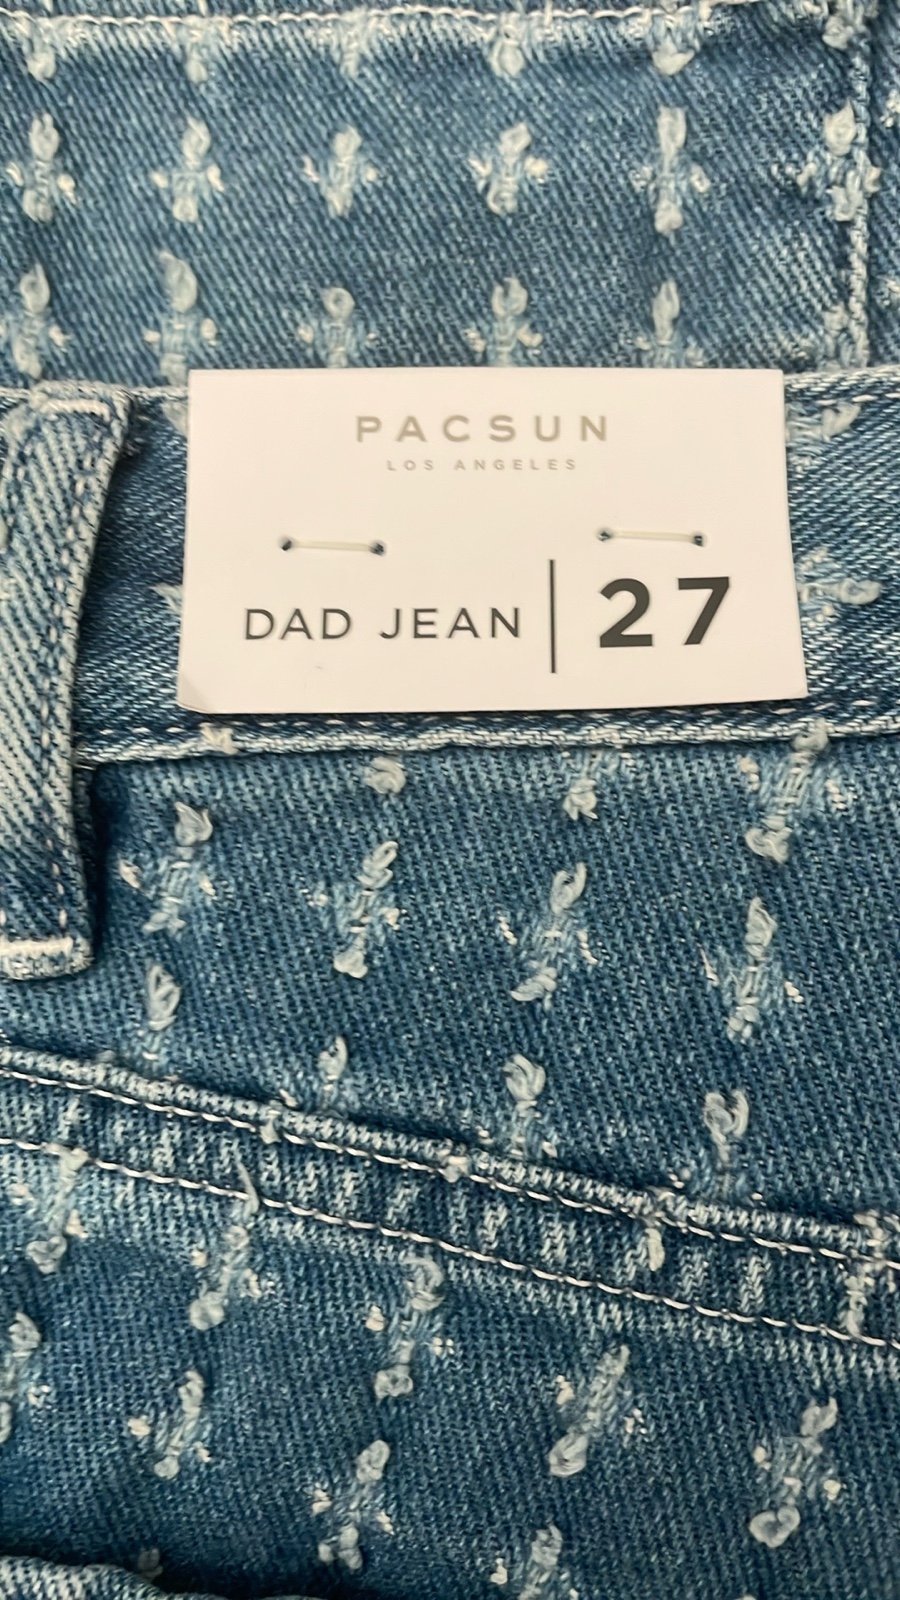 PACSUN
LOS ANGELES
DAD JEAN | 27